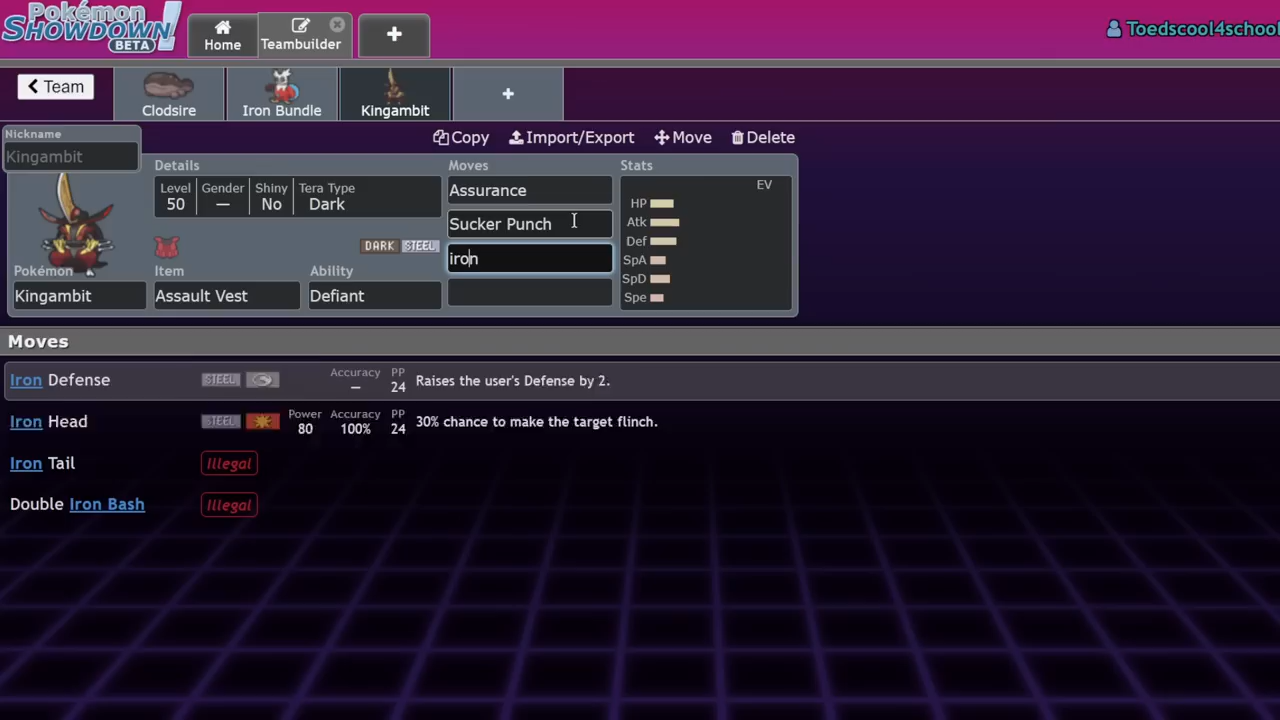 Pokémon
SHOWDOWN!
BETA
Home
Teambuilder
+
Toedscool4school
< Team
Clodsire
Iron Bundle
Kingambit
+
Nickname
Kingambit
Copy
Import/Export
Move
Delete
Details
Level
50
Gender
—
Shiny
No
Tera Type
Dark
DARK STEEL
Pokémon
Kingambit
Item
Assault Vest
Ability
Defiant
Moves
Assurance
Sucker Punch
iron
Stats
EV
HP
Atk
Def
SpA
SpD
Spe
Moves
Iron Defense STEEL Accuracy — PP 24 Raises the user's Defense by 2.
Iron Head STEEL Power 80 Accuracy 100% PP 24 30% chance to make the target flinch.
Iron Tail Illegal
Double Iron Bash Illegal